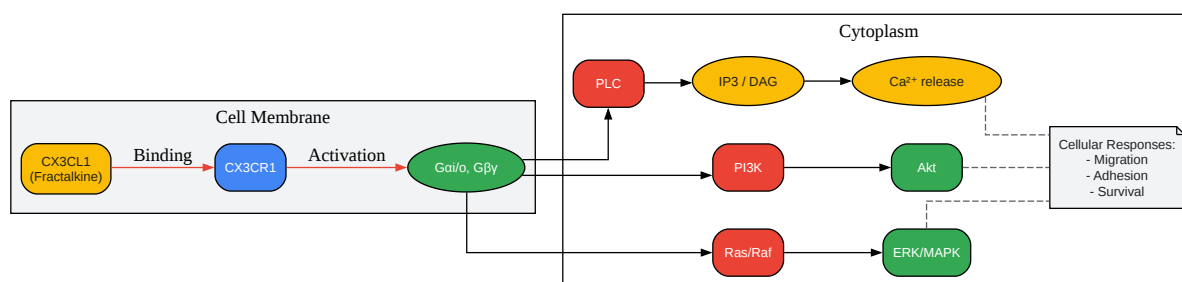 Cytoplasm
PLC
IP3 / DAG
Ca²⁺ release
Cell Membrane
CX3CL1
(Fractalkine)
Binding
CX3CR1
Activation
Gαi/o, Gβγ
PI3K
Akt
Cellular Responses:
- Migration
- Adhesion
- Survival
Ras/Raf
ERK/MAPK